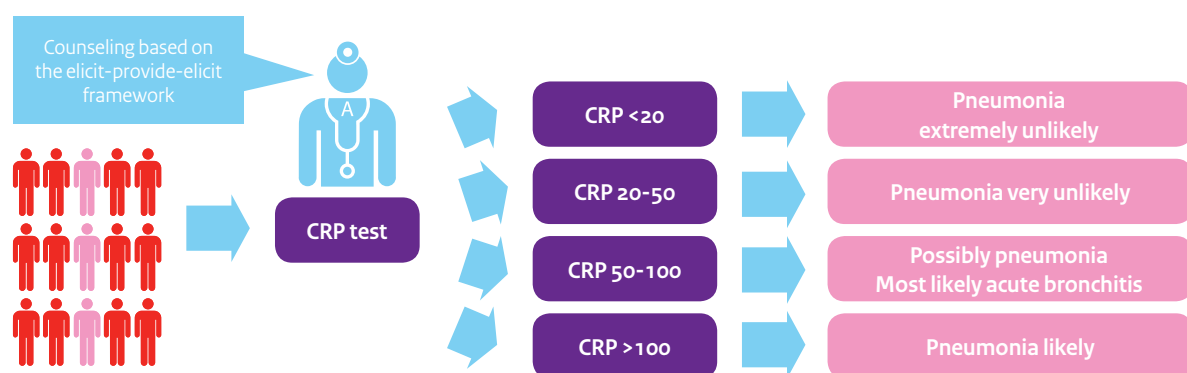 Counseling based on
the elicit-provide-elicit
framework
A
CRP test
CRP <20
Pneumonia
extremely unlikely
CRP 20-50
Pneumonia very unlikely
CRP 50-100
Possibly pneumonia
Most likely acute bronchitis
CRP >100
Pneumonia likely